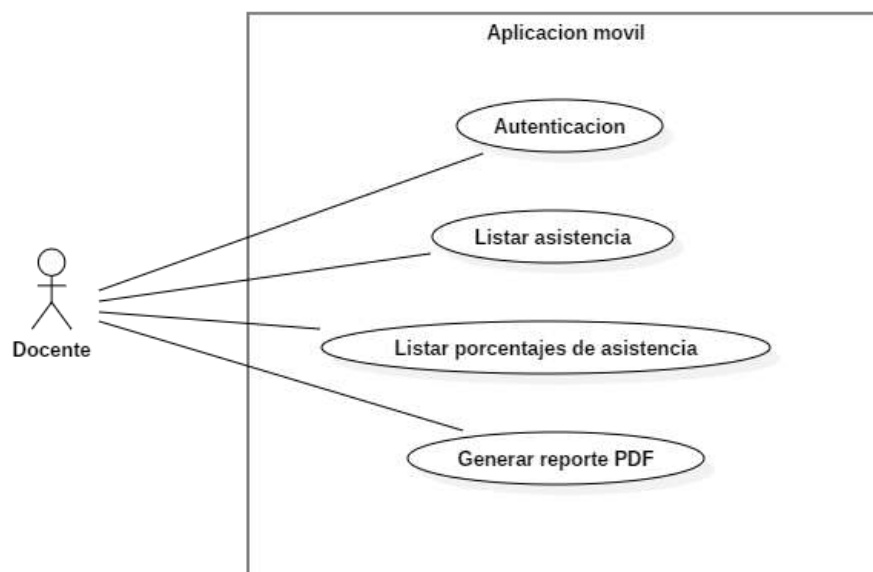 Aplicacion movil
Autenticacion
Listar asistencia
Docente
Listar porcentajes de asistencia
Generar reporte PDF